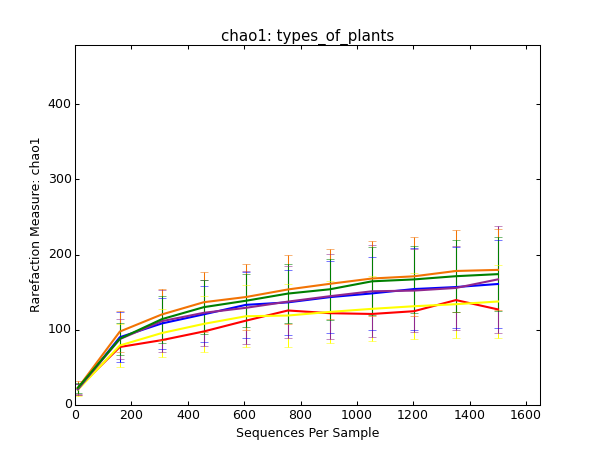 chao1: types_of_plants
Rarefaction Measure: chao1
400
300
200
100
0
0 200 400 600 800 1000 1200 1400 1600
Sequences Per Sample